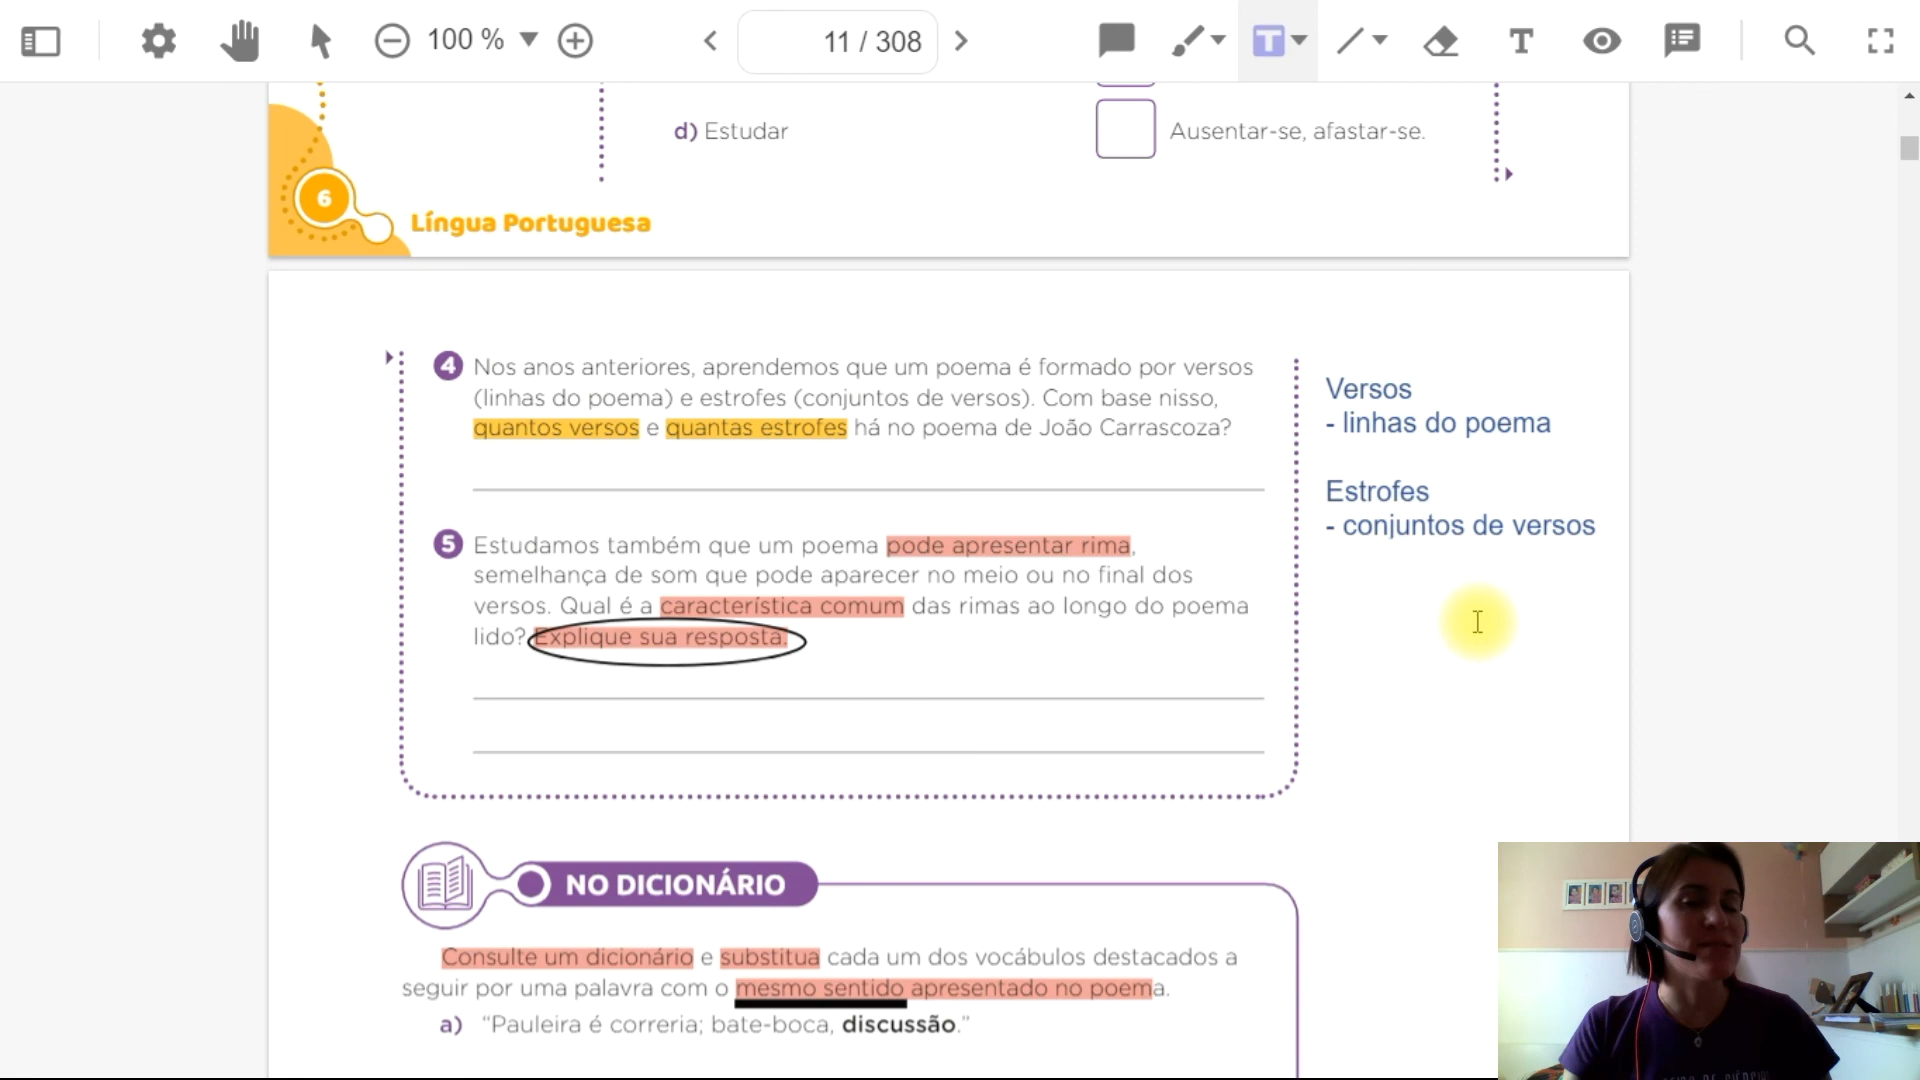 100 %
11 / 308
d) Estudar
Ausentar-se, afastar-se.
6
Língua Portuguesa
4 Nos anos anteriores, aprendemos que um poema é formado por versos
(linhas do poema) e estrofes (conjuntos de versos). Com base nisso,
quantos versos e quantas estrofes há no poema de João Carrascoza?
Versos
- linhas do poema
Estrofes
- conjuntos de versos
5 Estudamos também que um poema pode apresentar rima,
semelhança de som que pode aparecer no meio ou no final dos
versos. Qual é a característica comum das rimas ao longo do poema
lido? Explique sua resposta.
NO DICIONÁRIO
Consulte um dicionário e substitua cada um dos vocábulos destacados a
seguir por uma palavra com o mesmo sentido apresentado no poema.
a) “Pauleira é correria; bate-boca, discussão.”